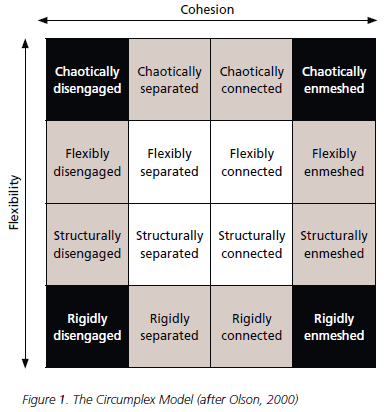 Cohesion
Flexibility
Chaotically
disengaged
Chaotically
separated
Chaotically
connected
Chaotically
enmeshed
Flexibly
disengaged
Flexibly
separated
Flexibly
connected
Flexibly
enmeshed
Structurally
disengaged
Structurally
separated
Structurally
connected
Structurally
enmeshed
Rigidly
disengaged
Rigidly
separated
Rigidly
connected
Rigidly
enmeshed
Figure 1. The Circumplex Model (after Olson, 2000)